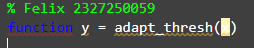 % Felix 2327250059
function y = adapt_thresh(x)